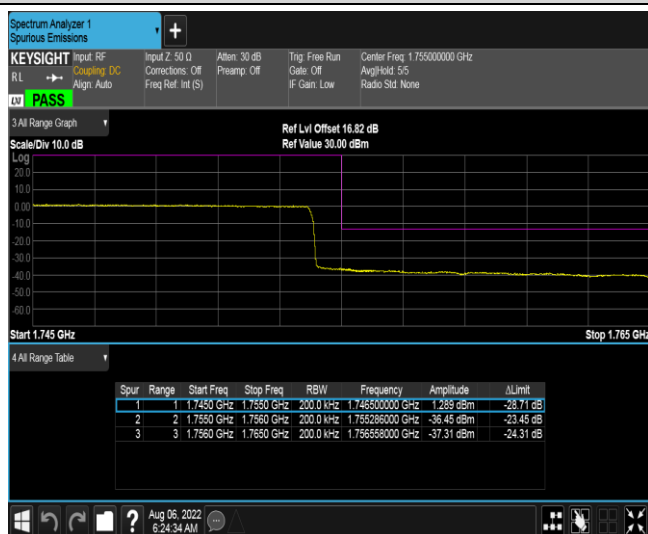 Spectrum Analyzer 1
Spurious Emissions
+
KEYSIGHT
RL
LXI PASS
Input: RF
Coupling: DC
Align: Auto
Input Z: 50 Ω
Corrections: Off
Freq Ref: Int (S)
Atten: 30 dB
Preamp: Off
Trig: Free Run
Gate: Off
IF Gain: Low
Center Freq: 1.755000000 GHz
Avg|Hold: 5/5
Radio Std: None
3 All Range Graph
Ref Lvl Offset 16.82 dB
Scale/Div 10.0 dB
Ref Value 30.00 dBm
Log
20.0
10.0
0.00
-10.0
-20.0
-30.0
-40.0
-50.0
-60.0
Start 1.745 GHz
Stop 1.765 GHz
4 All Range Table
Spur Range Start Freq Stop Freq RBW Frequency Amplitude ΔLimit
1 1 1.7450 GHz 1.7550 GHz 200.0 kHz 1.746500000 GHz 1.289 dBm -28.71 dB
2 2 1.7550 GHz 1.7560 GHz 200.0 kHz 1.755286000 GHz -36.45 dBm -23.45 dB
3 3 1.7560 GHz 1.7650 GHz 200.0 kHz 1.756558000 GHz -37.31 dBm -24.31 dB
?
Aug 06, 2022
6:24:34 AM